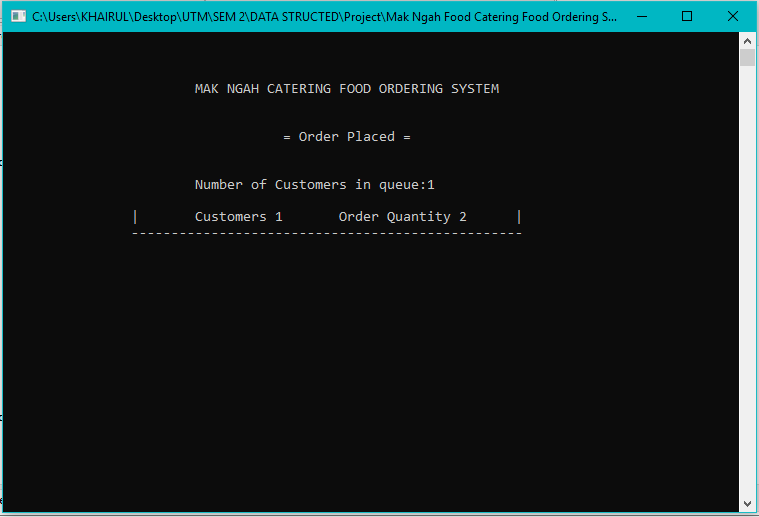 C:\Users\KHAIRUL\Desktop\UTM\SEM 2\DATA STRUCTED\Project\Mak Ngah Food Catering Food Ordering S...
MAK NGAH CATERING FOOD ORDERING SYSTEM
= Order Placed =
Number of Customers in queue:1
| Customers 1 Order Quantity 2 |
-------------------------------------------------